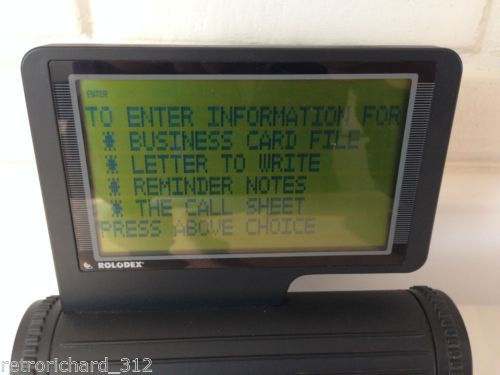 ENTER
TO ENTER INFORMATION FOR
* BUSINESS CARD FILE
* LETTER TO WRITE
* REMINDER NOTES
* THE CALL SHEET
PRESS ABOVE CHOICE
ROLODEX®
retrorichard_312